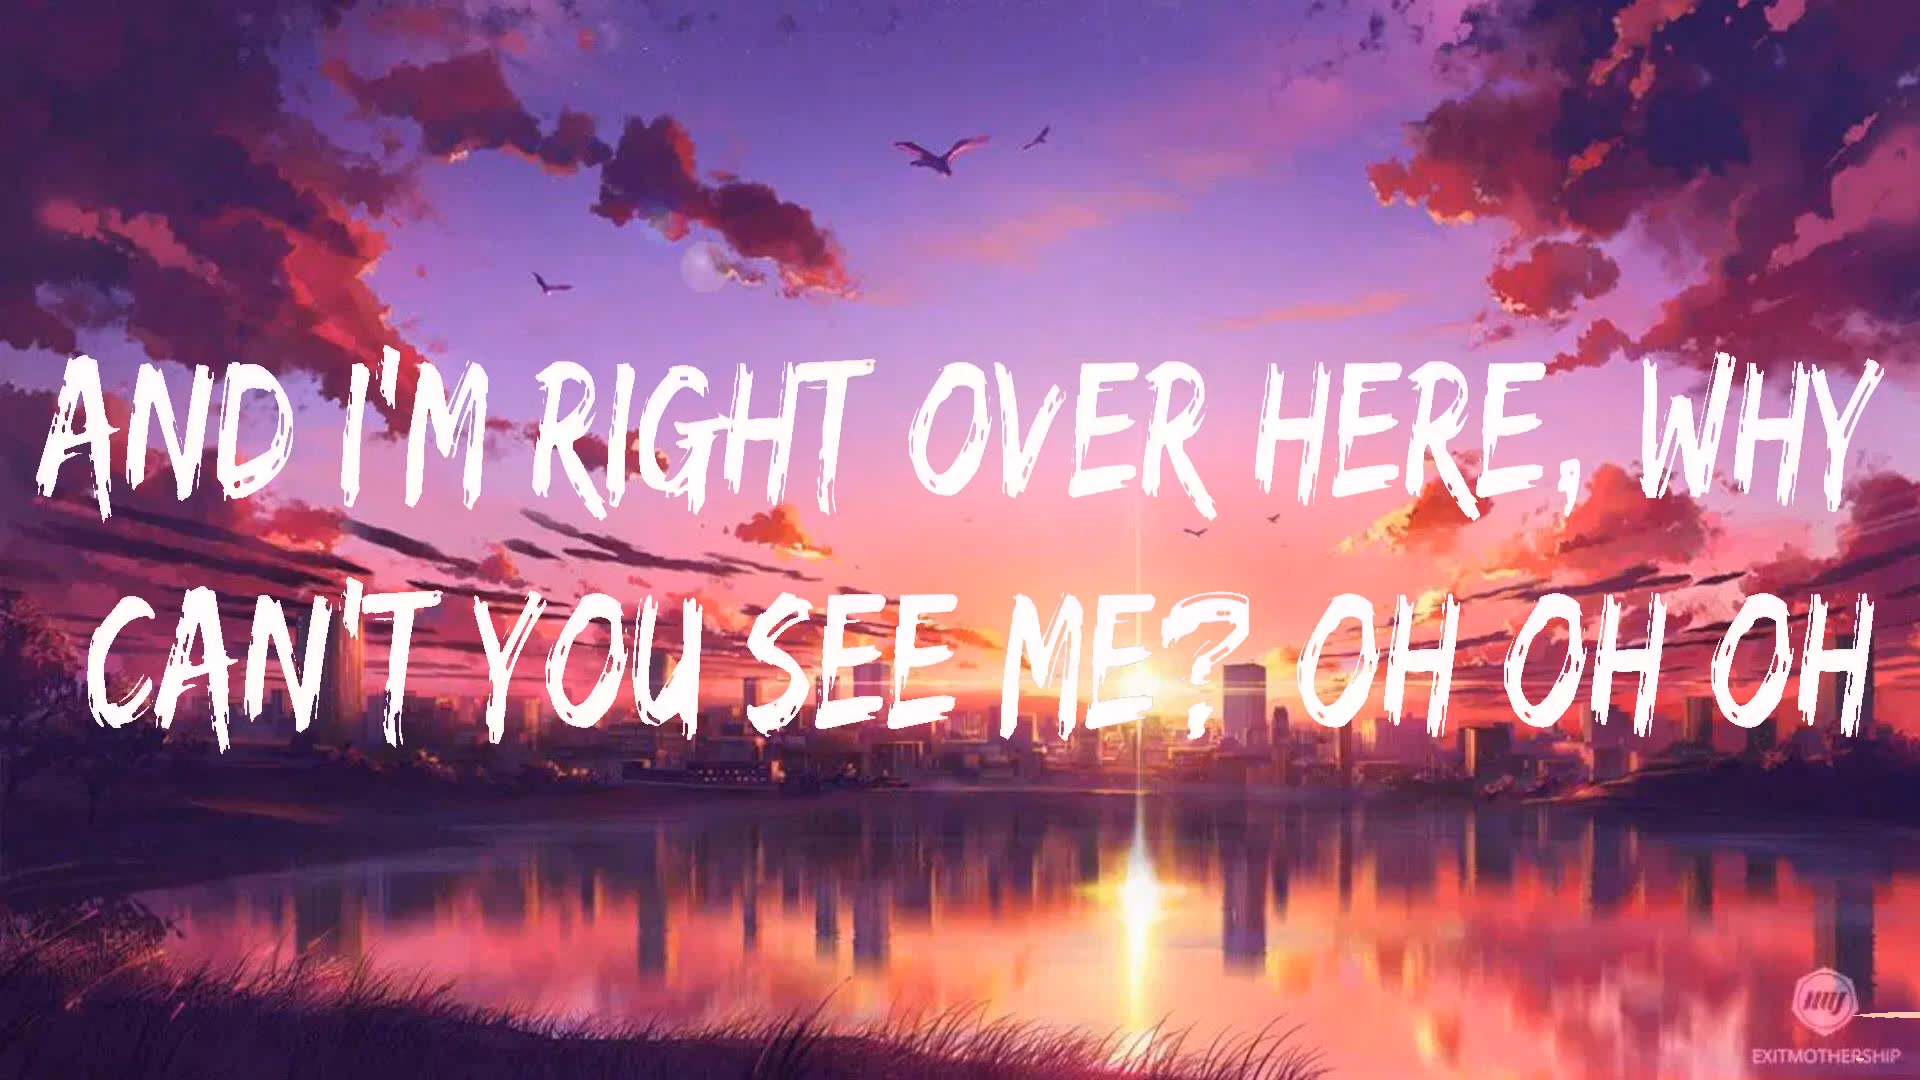 AND I'M RIGHT OVER HERE, WHY
CAN'T YOU SEE ME? OH OH OH
EXITMOTHERSHIP